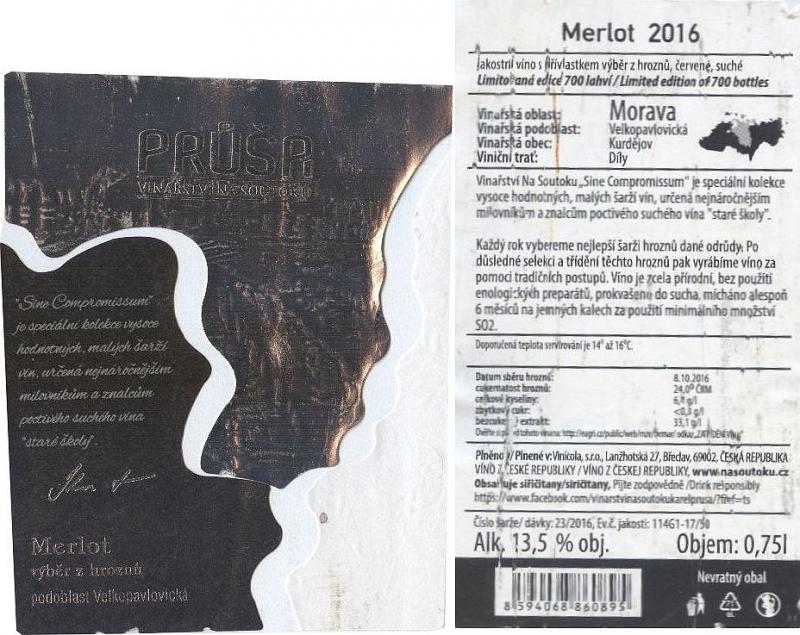 PRŮŠA
VINAŘSTVÍ NA SOUTOKU
"Sine Compromissum"
je speciální kolekce vysoce
hodnotných, malých šarží
vín, určená nejnáročnějším
milovníkům a znalcům
poctivého suchého vína
"staré školy".
Merlot
výběr z hroznů
podoblast Velkopavlovická
Merlot 2016
Jakostní víno s přívlastkem výběr z hroznů, červené, suché
Limitovaná edice 700 lahví / Limited edition of 700 bottles
Vinařská oblast: Morava
Vinařská podoblast: Velkopavlovická
Vinařská obec: Kurdějov
Viniční trať: Díly
Vinařství Na Soutoku „Sine Compromissum" je speciální kolekce
vysoce hodnotných, malých šarží vín, určená nejnáročnějším
milovníkům a znalcům poctivého suchého vína "staré školy".
Každý rok vybereme nejlepší šarži hroznů dané odrůdy. Po
důsledné selekci a třídění těchto hroznů pak vyrábíme víno za
pomoci tradičních postupů. Víno je zcela přírodní, bez použití
enologických preparátů, prokvašeno do sucha, mícháno alespoň
6 měsíců na jemných kalech za použití minimálního množství
SO2.
Doporučená teplota servírování je 14° až 16°C.
Datum sběru hroznů: 8.10.2016
cukernatost hroznů: 24,0° ČNM
celkové kyseliny: 6,8 g/l
zbytkový cukr: <0,3 g/l
bezcukerný extrakt: 33,1 g/l
Plněno v / Plnené v: Vinicola, s.r.o., Lanžhotská 27, Břeclav, 69002, ČESKÁ REPUBLIKA
VÍNO Z ČESKÉ REPUBLIKY / VÍNO Z ČESKEJ REPUBLIKY, www.nasoutoku.cz
Obsahuje siřičitany/siričitany, Pijte zodpovědně /Drink responsibly
https://www.facebook.com/vinarstvinasoutokukarelprusa/?fref=ts
Číslo šarže/ dávky: 23/2016, Ev.č. jakosti: 114G1-17/50
Alk. 13,5 % obj. Objem: 0,75l
Nevratný obal
8 594068 860895